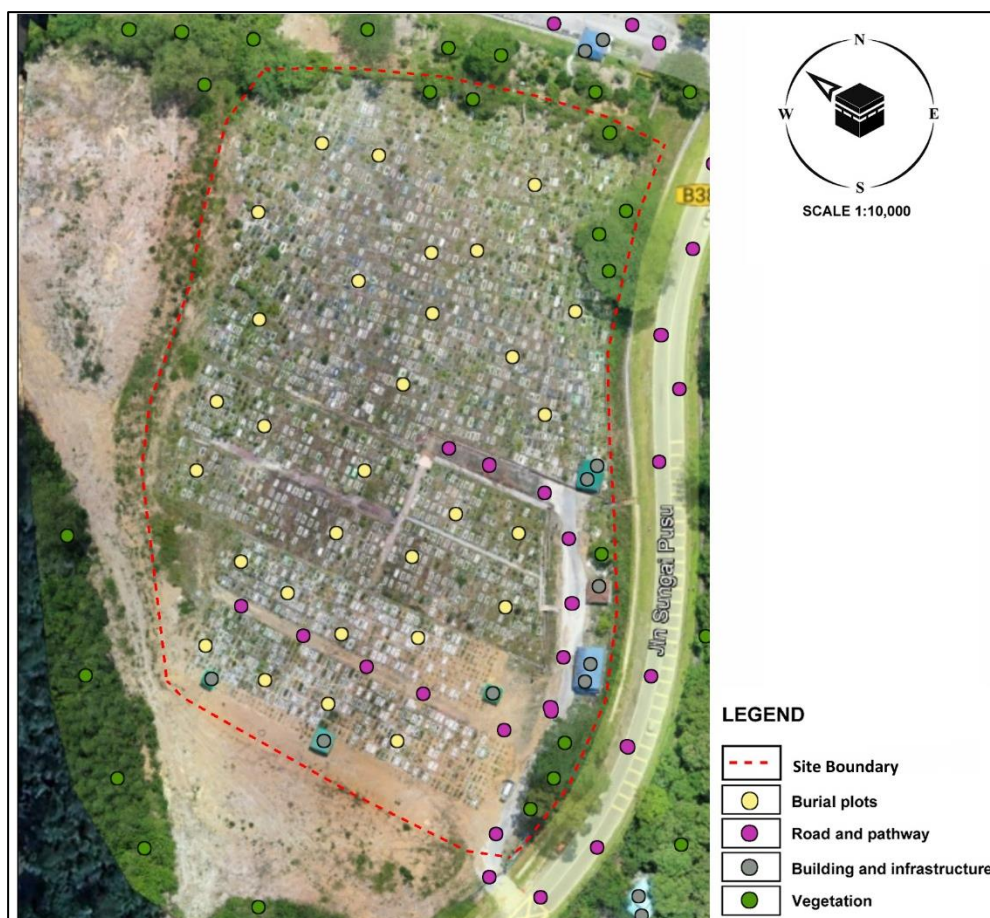 N
W
E
S
SCALE 1:10,000
B38
Jln Sungai Pusu
LEGEND
Site Boundary
Burial plots
Road and pathway
Building and infrastructure
Vegetation